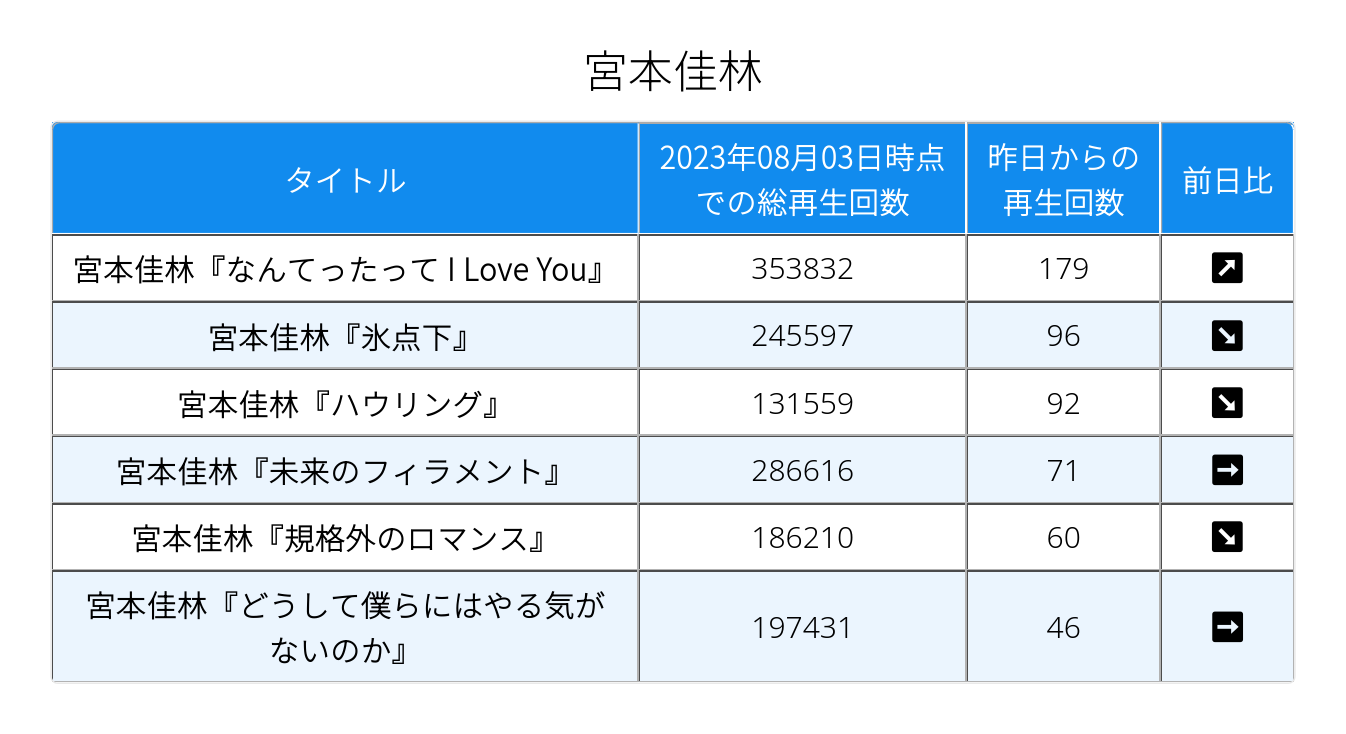 宮本佳林
タイトル
2023年08月03日時点
での総再生回数
昨日からの
再生回数
前日比
宮本佳林『なんてったって I Love You』
353832
179
宮本佳林『氷点下』
245597
96
宮本佳林『ハウリング』
131559
92
宮本佳林『未来のフィラメント』
286616
71
宮本佳林『規格外のロマンス』
186210
60
宮本佳林『どうして僕らにはやる気が
ないのか』
197431
46